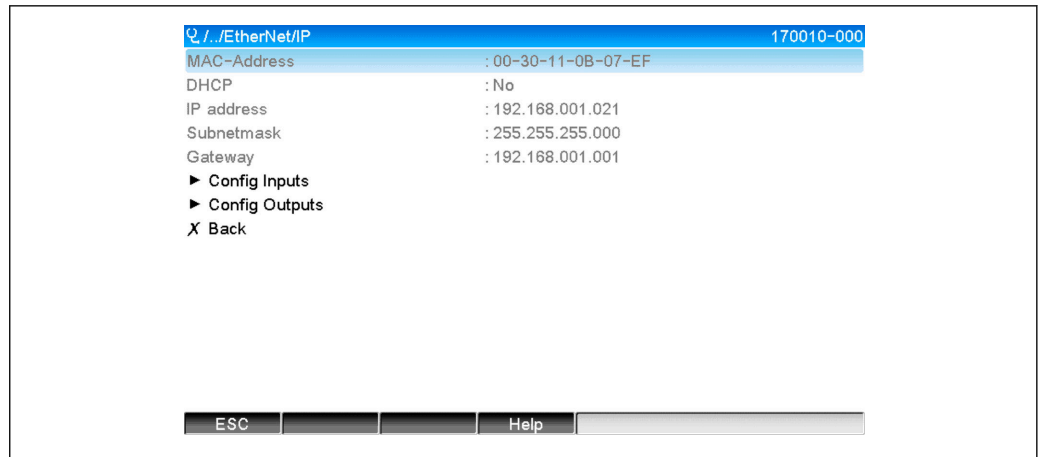 /../EtherNet/IP 170010-000
MAC-Address : 00-30-11-0B-07-EF
DHCP : No
IP address : 192.168.001.021
Subnetmask : 255.255.255.000
Gateway : 192.168.001.001
► Config Inputs
► Config Outputs
X Back
ESC Help